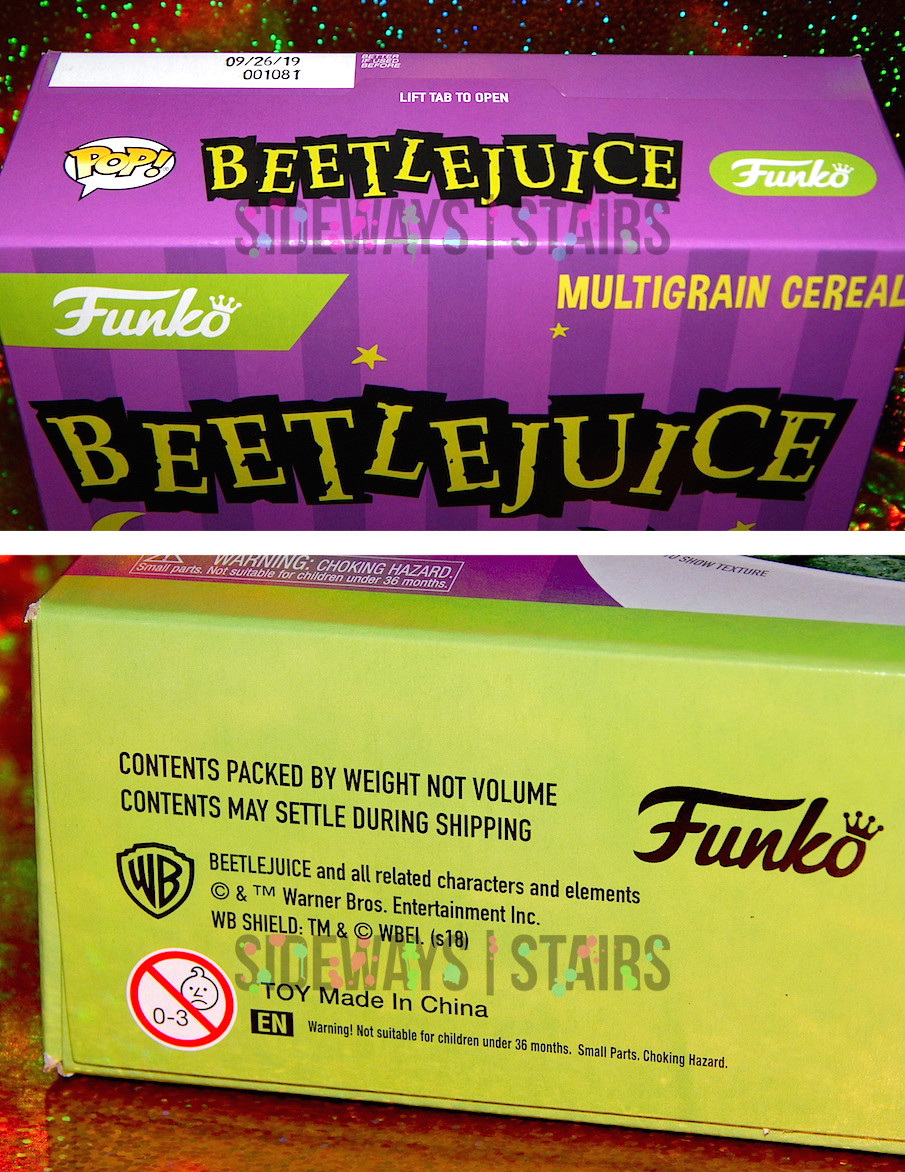 09/26/19
001081
BETTER
IF USED
BEFORE
LIFT TAB TO OPEN
POP!
BEETLEJUICE
Funko
SIDEWAYS | STAIRS
Funko
MULTIGRAIN CEREAL
BEETLEJUICE
WARNING: CHOKING HAZARD.
Small parts. Not suitable for children under 36 months.
TO SHOW TEXTURE
CONTENTS PACKED BY WEIGHT NOT VOLUME
CONTENTS MAY SETTLE DURING SHIPPING
Funko
WB
BEETLEJUICE and all related characters and elements
© & ™ Warner Bros. Entertainment Inc.
WB SHIELD: TM & © WBEI. (s18)
SIDEWAYS | STAIRS
0-3
TOY Made In China
EN Warning! Not suitable for children under 36 months. Small Parts. Choking Hazard.